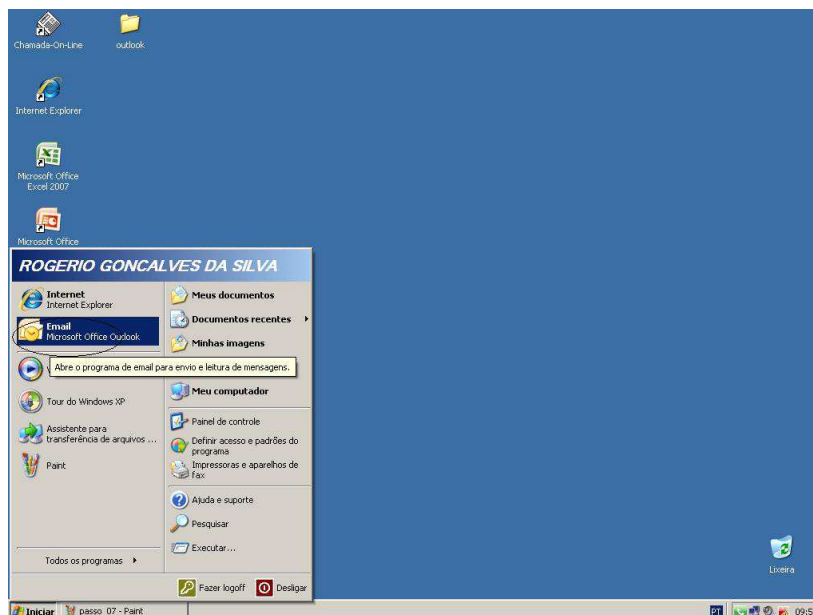 Chamada-On-Line
outlook
Internet Explorer
Microsoft Office
Excel 2007
Microsoft Office
ROGERIO GONCALVES DA SILVA
Internet
Internet Explorer
Email
Microsoft Office Outlook
Abre o programa de email para envio e leitura de mensagens.
Tour do Windows XP
Assistente para
transferência de arquivos ...
Paint
Todos os programas
Meus documentos
Documentos recentes
Minhas imagens
Meu computador
Painel de controle
Definir acesso e padrões do
programa
Impressoras e aparelhos de
fax
Ajuda e suporte
Pesquisar
Executar...
Fazer logoff
Desligar
Lixeira
Iniciar
passo 07 - Paint
PT